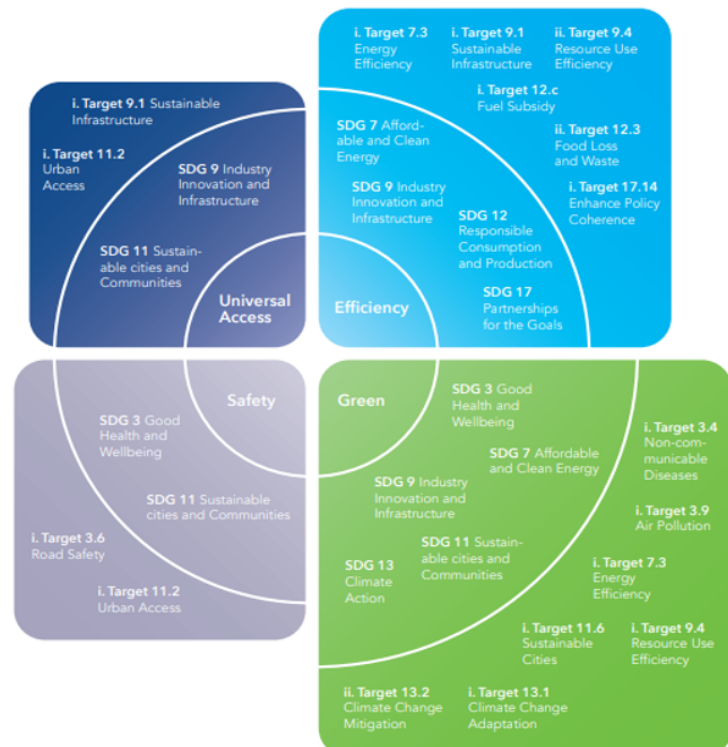 i. Target 9.1 Sustainable
Infrastructure
i. Target 11.2
Urban
Access
SDG 9 Industry
Innovation and
Infrastructure
SDG 11 Sustain-
able cities and
Communities
Universal
Access
i. Target 7.3
Energy
Efficiency
i. Target 9.1
Sustainable
Infrastructure
ii. Target 9.4
Resource Use
Efficiency
i. Target 12.c
Fuel Subsidy
ii. Target 12.3
Food Loss
and Waste
i. Target 17.14
Enhance Policy
Coherence
SDG 7 Afford-
able and Clean
Energy
SDG 9 Industry
Innovation and
Infrastructure
SDG 12
Responsible
Consumption
and Production
SDG 17
Partnerships
for the Goals
Efficiency
Safety
SDG 3 Good
Health and
Wellbeing
SDG 11 Sustainable
cities and Communities
i. Target 3.6
Road Safety
i. Target 11.2
Urban Access
Green
SDG 3 Good
Health and
Wellbeing
SDG 7 Affordable
and Clean Energy
SDG 9 Industry
Innovation and
Infrastructure
SDG 11 Sustain-
able cities and
Communities
SDG 13
Climate
Action
i. Target 3.4
Non-com-
municable
Diseases
i. Target 3.9
Air Pollution
i. Target 7.3
Energy
Efficiency
i. Target 11.6
Sustainable
Cities
i. Target 9.4
Resource Use
Efficiency
ii. Target 13.2
Climate Change
Mitigation
i. Target 13.1
Climate Change
Adaptation